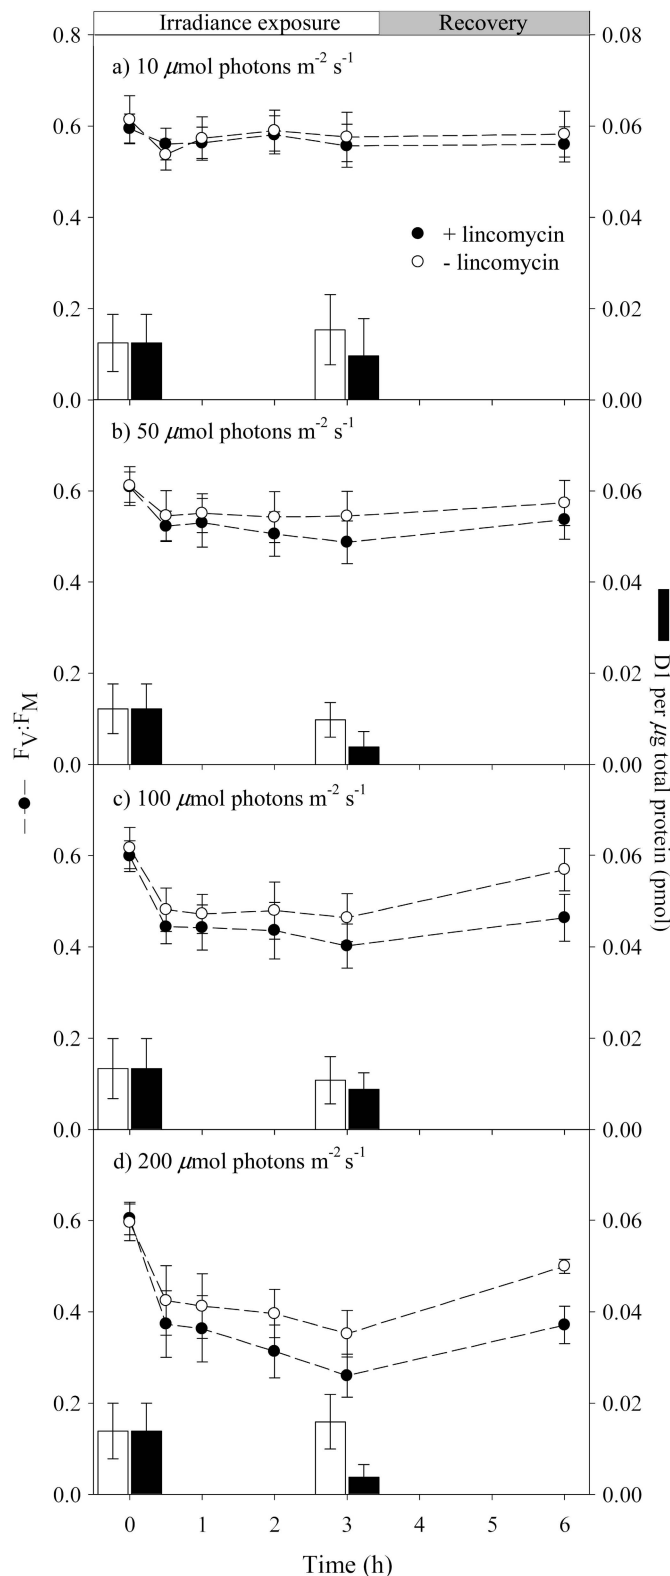 Irradiance exposure Recovery
0.8 0.08
a) 10 µmol photons m-2 s-1
0.6 0.06
+ lincomycin
- lincomycin
0.4 0.04
0.2 0.02
0.0 0.00
b) 50 µmol photons m-2 s-1
0.6 0.06
0.4 0.04
0.2 0.02
0.0 0.00
c) 100 µmol photons m-2 s-1
0.6 0.06
0.4 0.04
0.2 0.02
0.0 0.00
d) 200 µmol photons m-2 s-1
0.6 0.06
0.4 0.04
0.2 0.02
0.0 0.00
0 1 2 3 4 5 6
Time (h)
FV:FM
D1 per µg total protein (pmol)